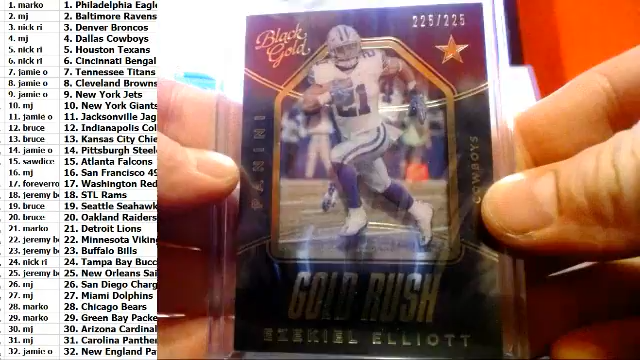 1. marko 1. Philadelphia Eagle
2. mj 2. Baltimore Ravens
3. nick ri 3. Denver Broncos
4. mj 4. Dallas Cowboys
5. nick ri 5. Houston Texans
6. nick ri 6. Cincinnati Bengal
7. jamie o 7. Tennessee Titans
8. jamie o 8. Cleveland Browns
9. jamie o 9. New York Jets
10. mj 10. New York Giants
11. jamie o 11. Jacksonville Jag
12. bruce 12. Indianapolis Col
13. bruce 13. Kansas City Chie
14. jamie o 14. Pittsburgh Steel
15. sawdice 15. Atlanta Falcons
16. mj 16. San Francisco 49
17. foreverro 17. Washington Red
18. jeremy b 18. STL Rams
19. bruce 19. Seattle Seahawk
20. bruce 20. Oakland Raiders
21. marko 21. Detroit Lions
22. jeremy b 22. Minnesota Viking
23. jeremy b 23. Buffalo Bills
24. nick ri 24. Tampa Bay Bucc
25. jeremy b 25. New Orleans Sai
26. mj 26. San Diego Charg
27. mj 27. Miami Dolphins
28. marko 28. Chicago Bears
29. marko 29. Green Bay Packe
30. mj 30. Arizona Cardinal
31. mj 31. Carolina Panther
32. jamie o 32. New England Pa
225/225
Black
Gold
21
PANINI
COWBOYS
GOLD RUSH
EZEKIEL ELLIOTT